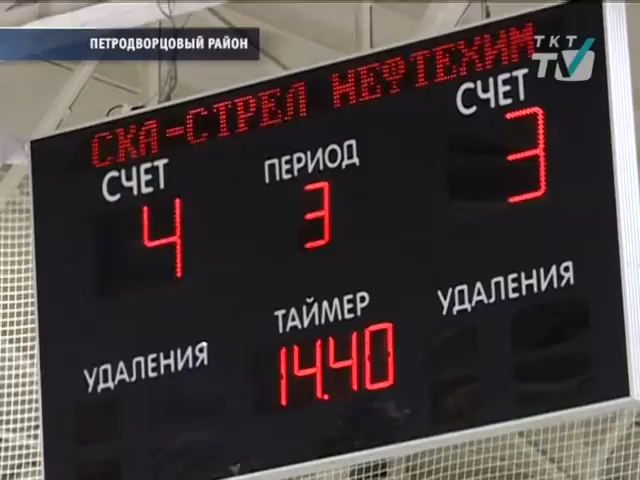 ПЕТРОДВОРЦОВЫЙ РАЙОН
ТКТ
TV
СКА-СТРЕЛ НЕФТЕХИМ
СЧЕТ ПЕРИОД СЧЕТ
4 3 3
УДАЛЕНИЯ ТАЙМЕР УДАЛЕНИЯ
14.40